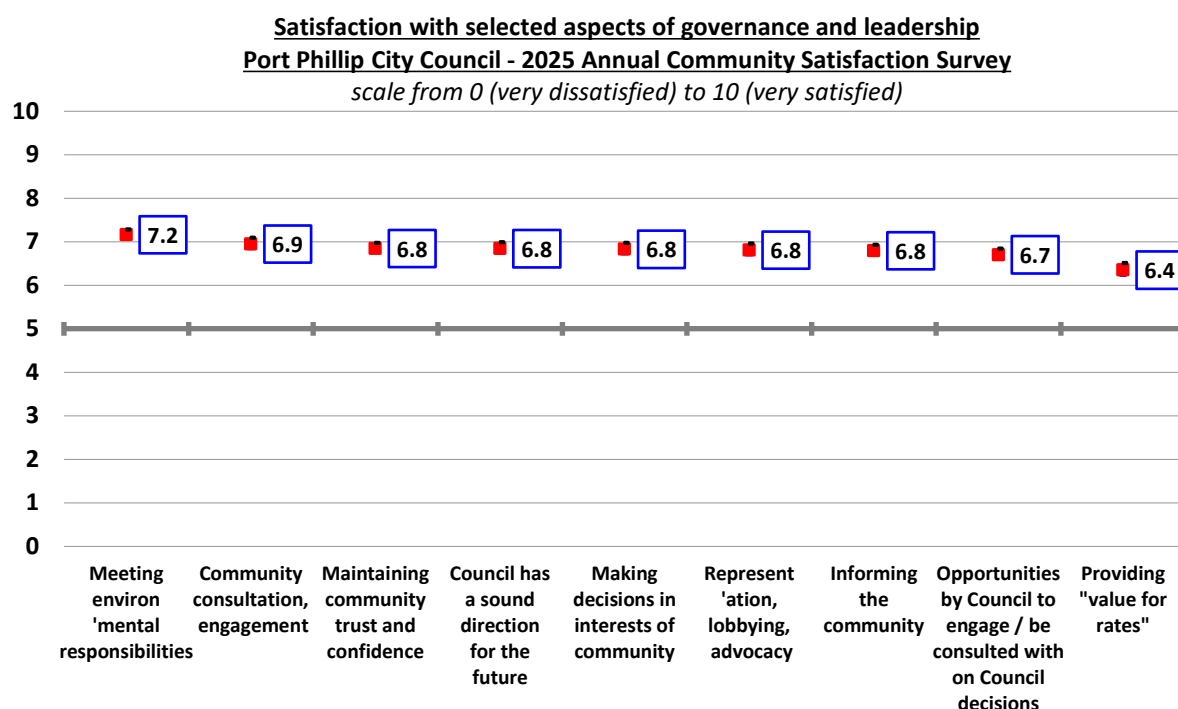 Satisfaction with selected aspects of governance and leadership
Port Phillip City Council - 2025 Annual Community Satisfaction Survey
scale from 0 (very dissatisfied) to 10 (very satisfied)
10
9
8
7
6
5
4
3
2
1
0
7.2
6.9
6.8
6.8
6.8
6.8
6.8
6.7
6.4
Meeting
environ
'mental
responsibilities
Community
consultation,
engagement
Maintaining
community
trust and
confidence
Council has
a sound
direction
for the
future
Making
decisions in
interests of
community
Represent
'ation,
lobbying,
advocacy
Informing
the
community
Opportunities
by Council to
engage / be
consulted with
on Council
decisions
Providing
"value for
rates"